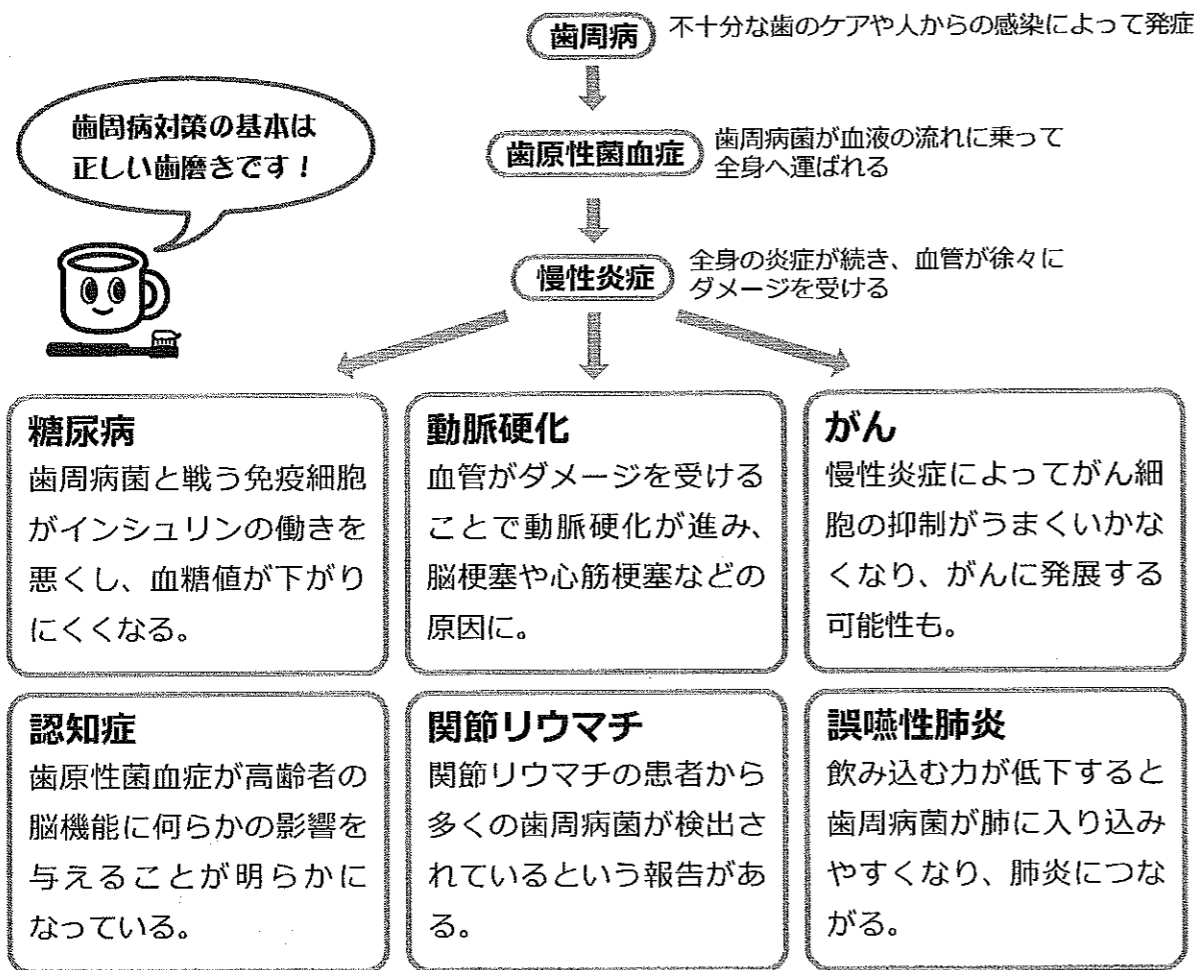 歯周病
不十分な歯のケアや人からの感染によって発症
歯周病対策の基本は
正しい歯磨きです！
歯原性菌血症
歯周病菌が血液の流れに乗って
全身へ運ばれる
慢性炎症
全身の炎症が続き、血管が徐々に
ダメージを受ける
糖尿病
歯周病菌と戦う免疫細胞
がインシュリンの働きを
悪くし、血糖値が下がり
にくくなる。
動脈硬化
血管がダメージを受ける
ことで動脈硬化が進み、
脳梗塞や心筋梗塞などの
原因に。
がん
慢性炎症によってがん細
胞の抑制がうまくいかな
くなり、がんに発展する
可能性も。
認知症
歯原性菌血症が高齢者の
脳機能に何らかの影響を
与えることが明らかに
なっている。
関節リウマチ
関節リウマチの患者から
多くの歯周病菌が検出さ
れているという報告があ
る。
誤嚥性肺炎
飲み込む力が低下すると
歯周病菌が肺に入り込み
やすくなり、肺炎につな
がる。